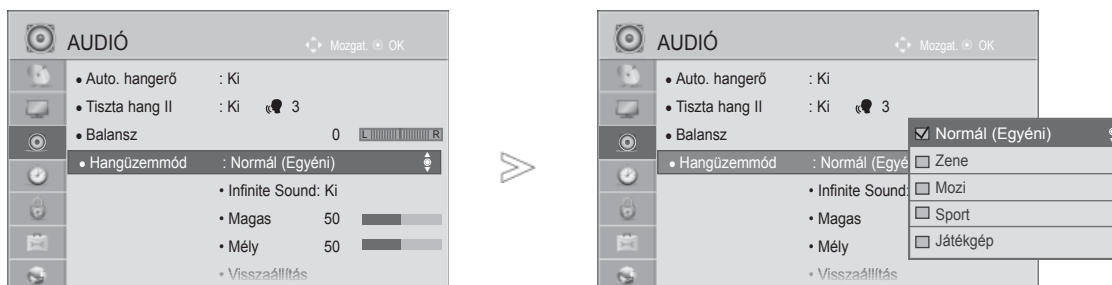 AUDIÓ Mozgat. OK
• Auto. hangerő : Ki
• Tiszta hang II : Ki 3
• Balansz 0 L R
• Hangüzemmód : Normál (Egyéni)
• Infinite Sound: Ki
• Magas 50
• Mély 50
• Visszaállítás
AUDIÓ Mozgat. OK
• Auto. hangerő : Ki
• Tiszta hang II : Ki 3
• Balansz
• Hangüzemmód : Normál (Egyé
• Infinite Sound:
• Magas
• Mély
• Visszaállítás
Normál (Egyéni)
Zene
Mozi
Sport
Játékgép